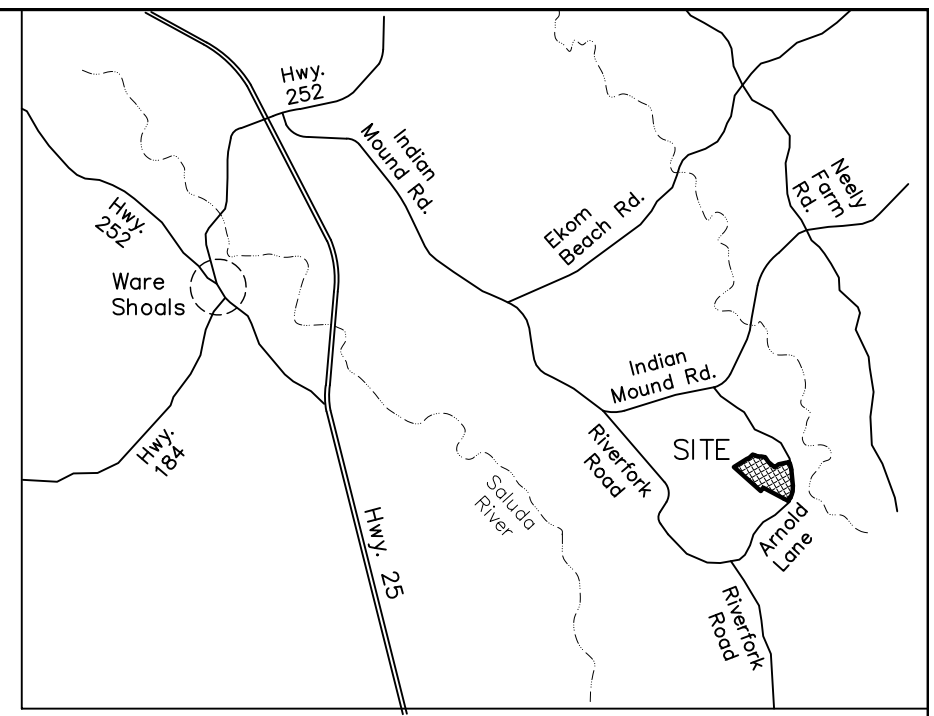 Hwy.
252
Indian
Mound Rd.
Neely
Farm
Rd.
Ekom
Beach Rd.
Hwy.
252
Ware
Shoals
Indian
Mound Rd.
Hwy.
184
Riverfork
Road
SITE
Saluda
River
Hwy. 25
Arnold
Lane
Riverfork
Road